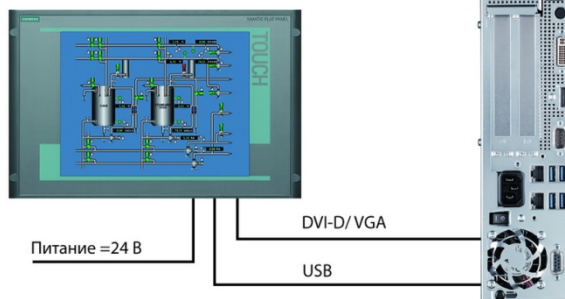 SIEMENS
SIMATIC FLAT PANEL
TOUCH
DVI-D/ VGA
Питание =24 В
USB